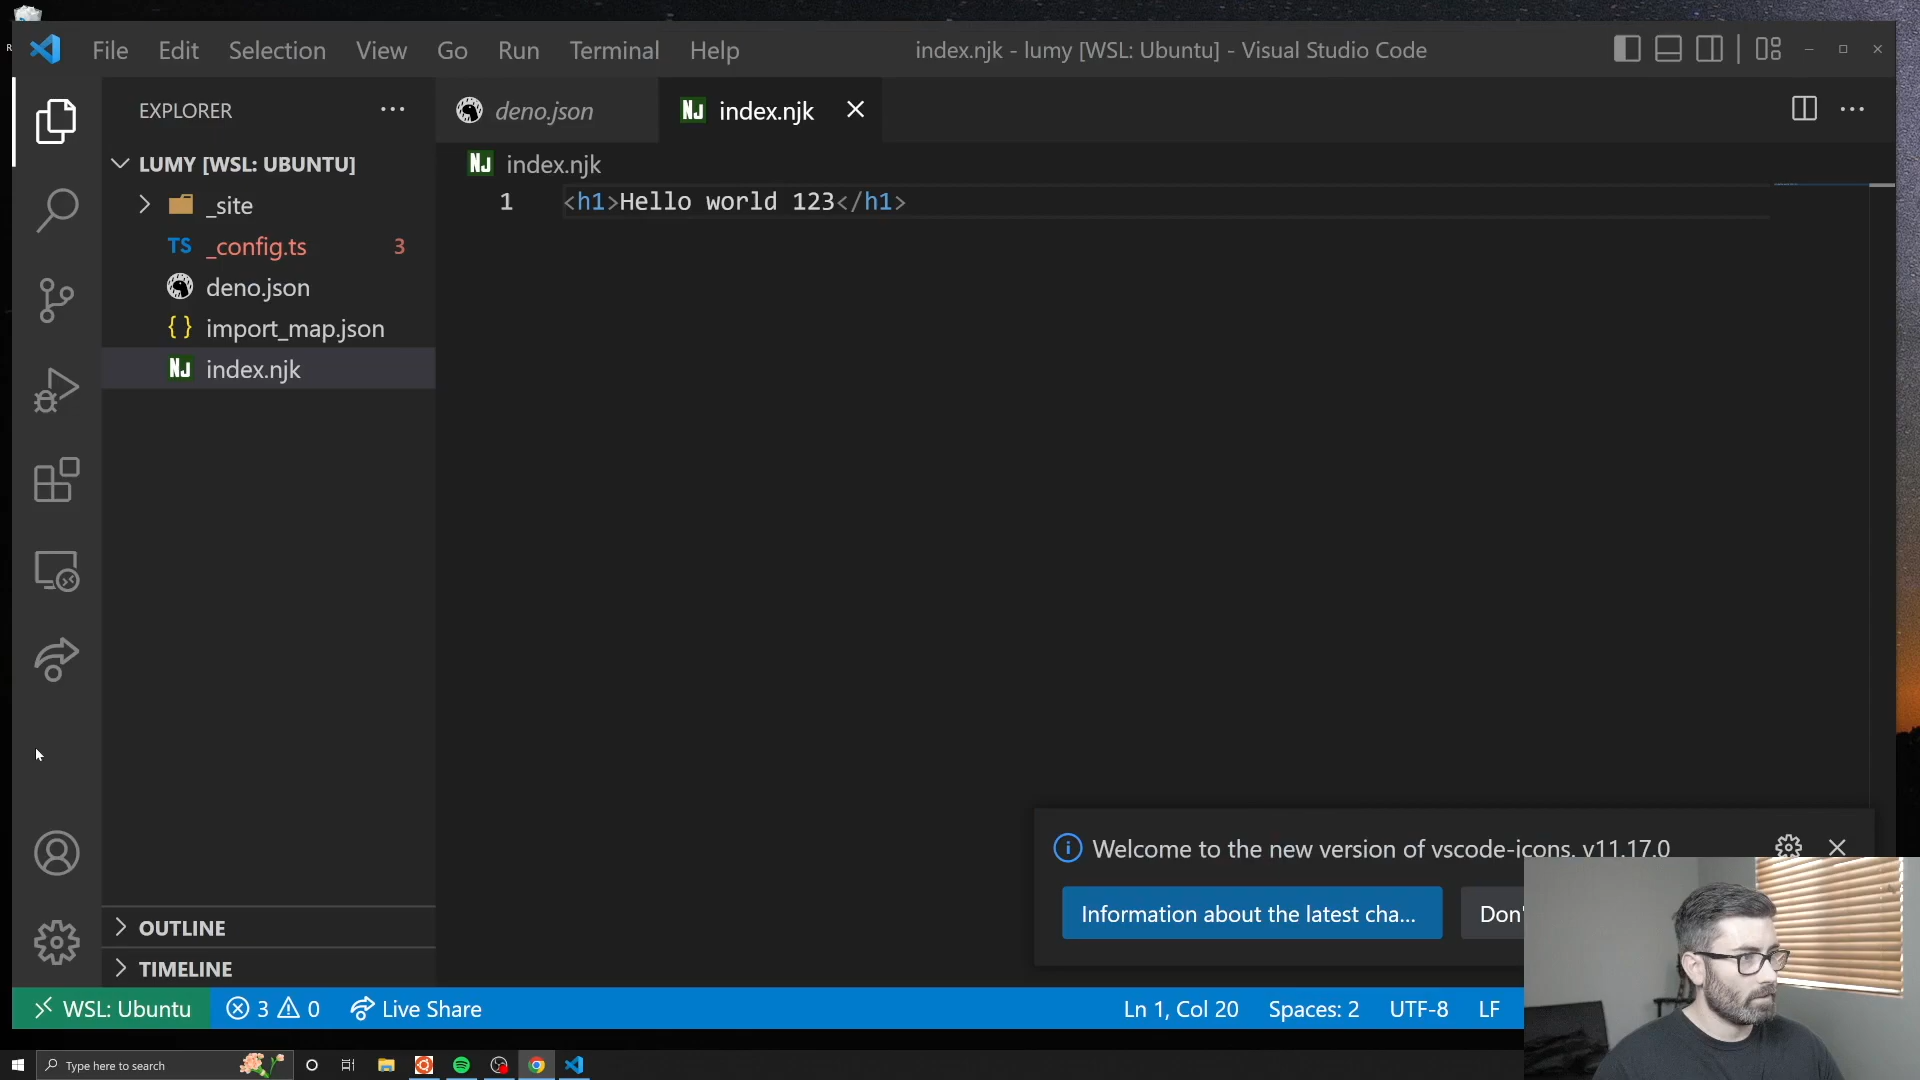 File Edit Selection View Go Run Terminal Help
index.njk - lumy [WSL: Ubuntu] - Visual Studio Code
EXPLORER
LUMY [WSL: UBUNTU]
_site
TS _config.ts 3
deno.json
{ } import_map.json
NJ index.njk
OUTLINE
TIMELINE
deno.json
NJ index.njk
NJ index.njk
1 <h1>Hello world 123</h1>
Welcome to the new version of vscode-icons. v11.17.0
Information about the latest cha...
Don'
WSL: Ubuntu 3 0 Live Share
Ln 1, Col 20 Spaces: 2 UTF-8 LF
Type here to search